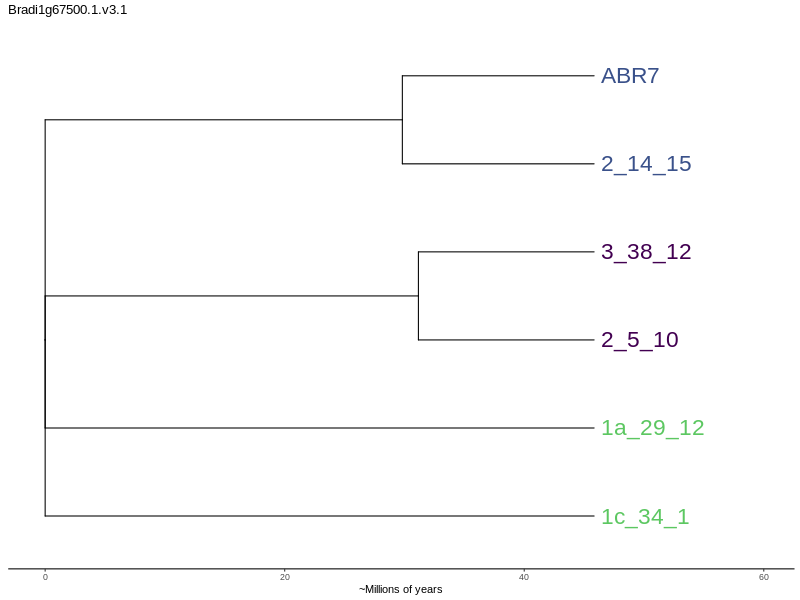 Bradi1g67500.1.v3.1
ABR7
2_14_15
3_38_12
2_5_10
1a_29_12
1c_34_1
0 20 40 60
~Millions of years